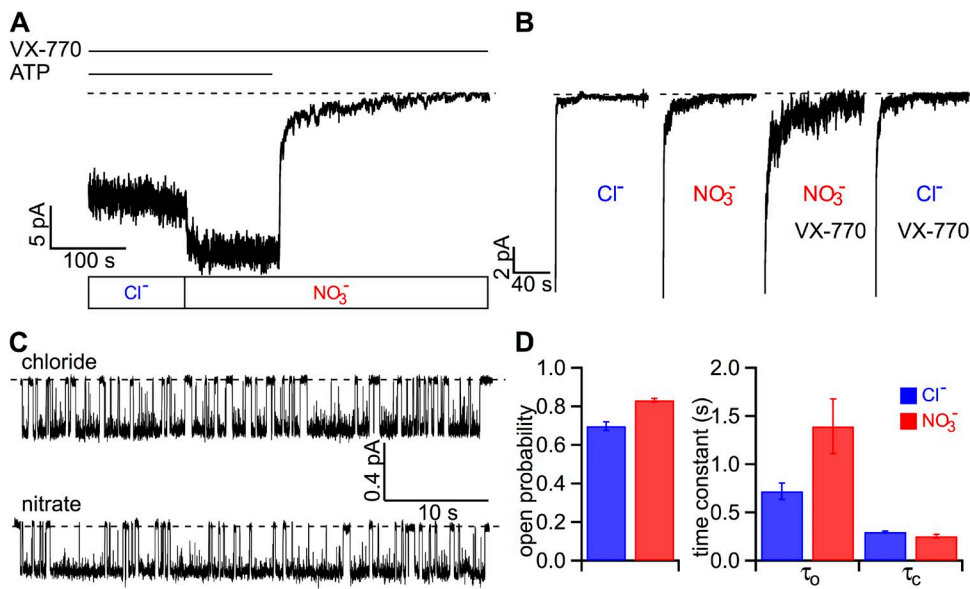 A
VX-770
ATP
5 pA
100 s
Cl⁻
NO₃⁻
B
Cl⁻
NO₃⁻
NO₃⁻
VX-770
Cl⁻
VX-770
2 pA
40 s
C
chloride
0.4 pA
10 s
nitrate
D
open probability
1.0
0.8
0.6
0.4
0.2
0.0
time constant (s)
2.0
1.5
1.0
0.5
0.0
τo
τc
Cl⁻
NO₃⁻